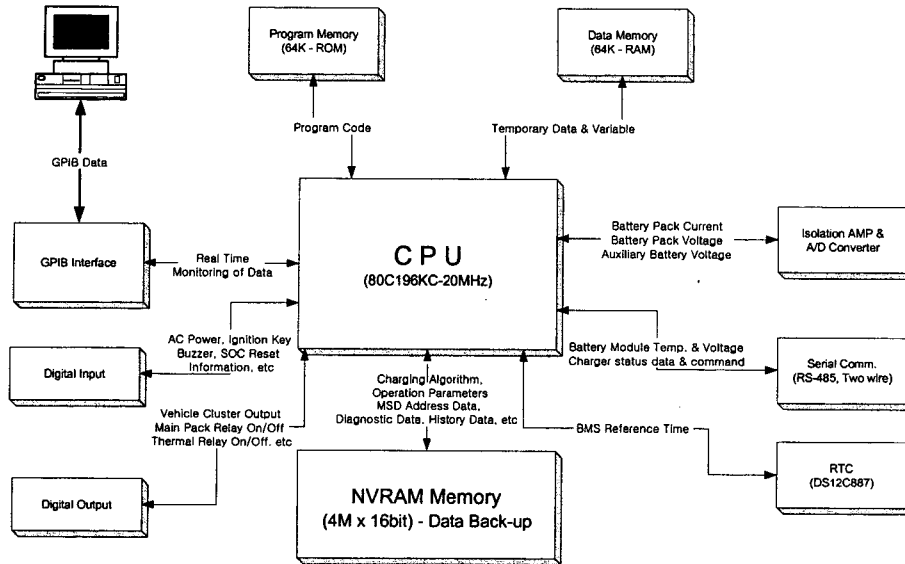 Program Memory
(64K - ROM)
Data Memory
(64K - RAM)
Program Code
Temporary Data & Variable
GPIB Data
GPIB Interface
Real Time
Monitoring of Data
C P U
(80C196KC-20MHz)
Battery Pack Current
Battery Pack Voltage
Auxiliary Battery Voltage
Isolation AMP &
A/D Converter
AC Power, Ignition Key
Buzzer, SOC Reset
Information, etc
Digital Input
Battery Module Temp. & Voltage
Charger status data & command
Serial Comm.
(RS-485, Two wire)
Charging Algorithm,
Operation Parameters
MSD Address Data,
Diagnostic Data, History Data, etc
Vehicle Cluster Output
Main Pack Relay On/Off
Thermal Relay On/Off. etc
Digital Output
BMS Reference Time
RTC
(DS12C887)
NVRAM Memory
(4M x 16bit) - Data Back-up